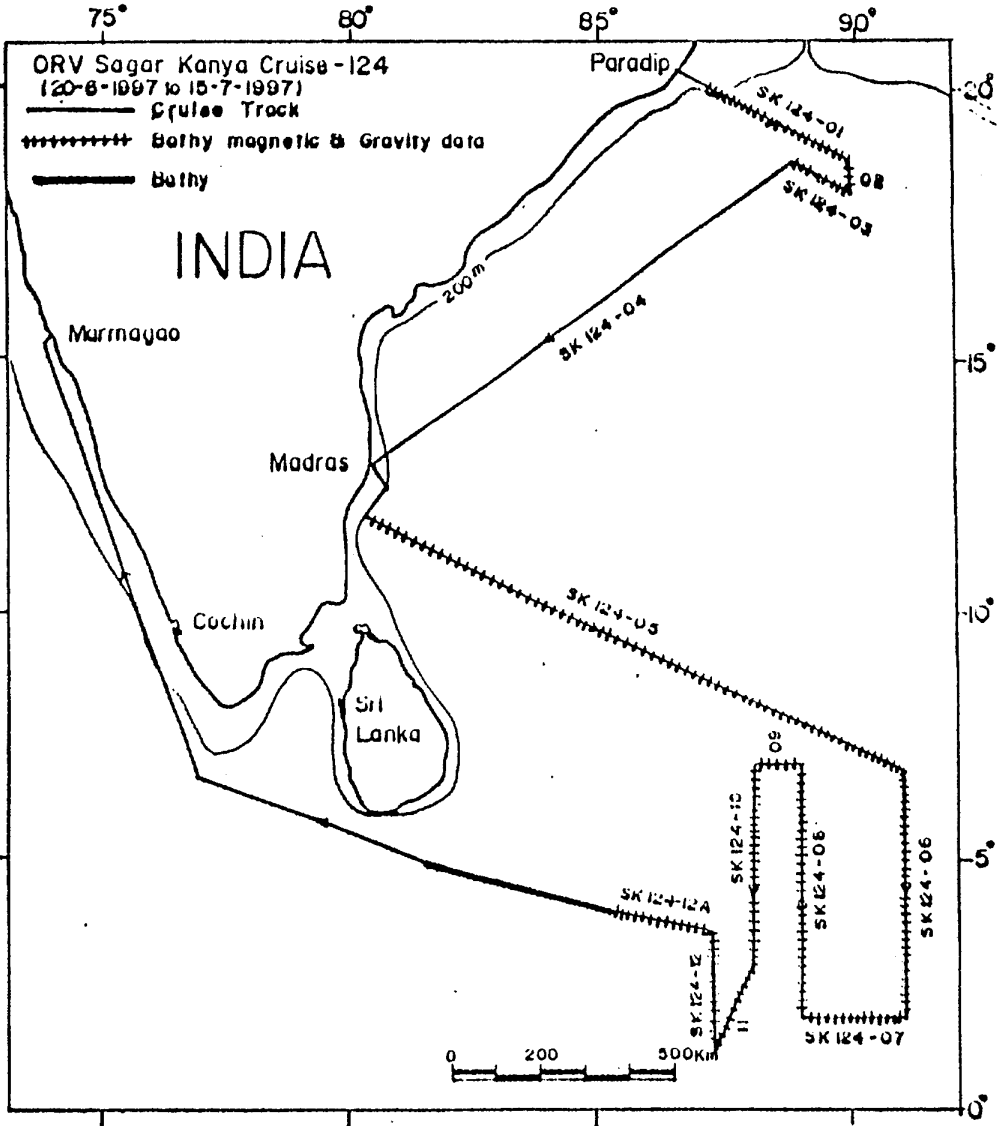 75°
80°
85°
90°
ORV Sagar Kanya Cruise-124
(20-6-1997 to 15-7-1997)
Cruise Track
Bathy magnetic & Gravity data
Bathy
Paradip
20°
SK 124-01
02
SK 124-03
INDIA
200m
SK 124-04
Marmagao
15°
Madras
SK 124-05
10°
Cochin
Sri
Lanka
09
SK 124-10
SK 124-08
SK 124-06
5°
SK 124-12A
SK 124-12
11
SK 124-07
0 200 500Km
0°